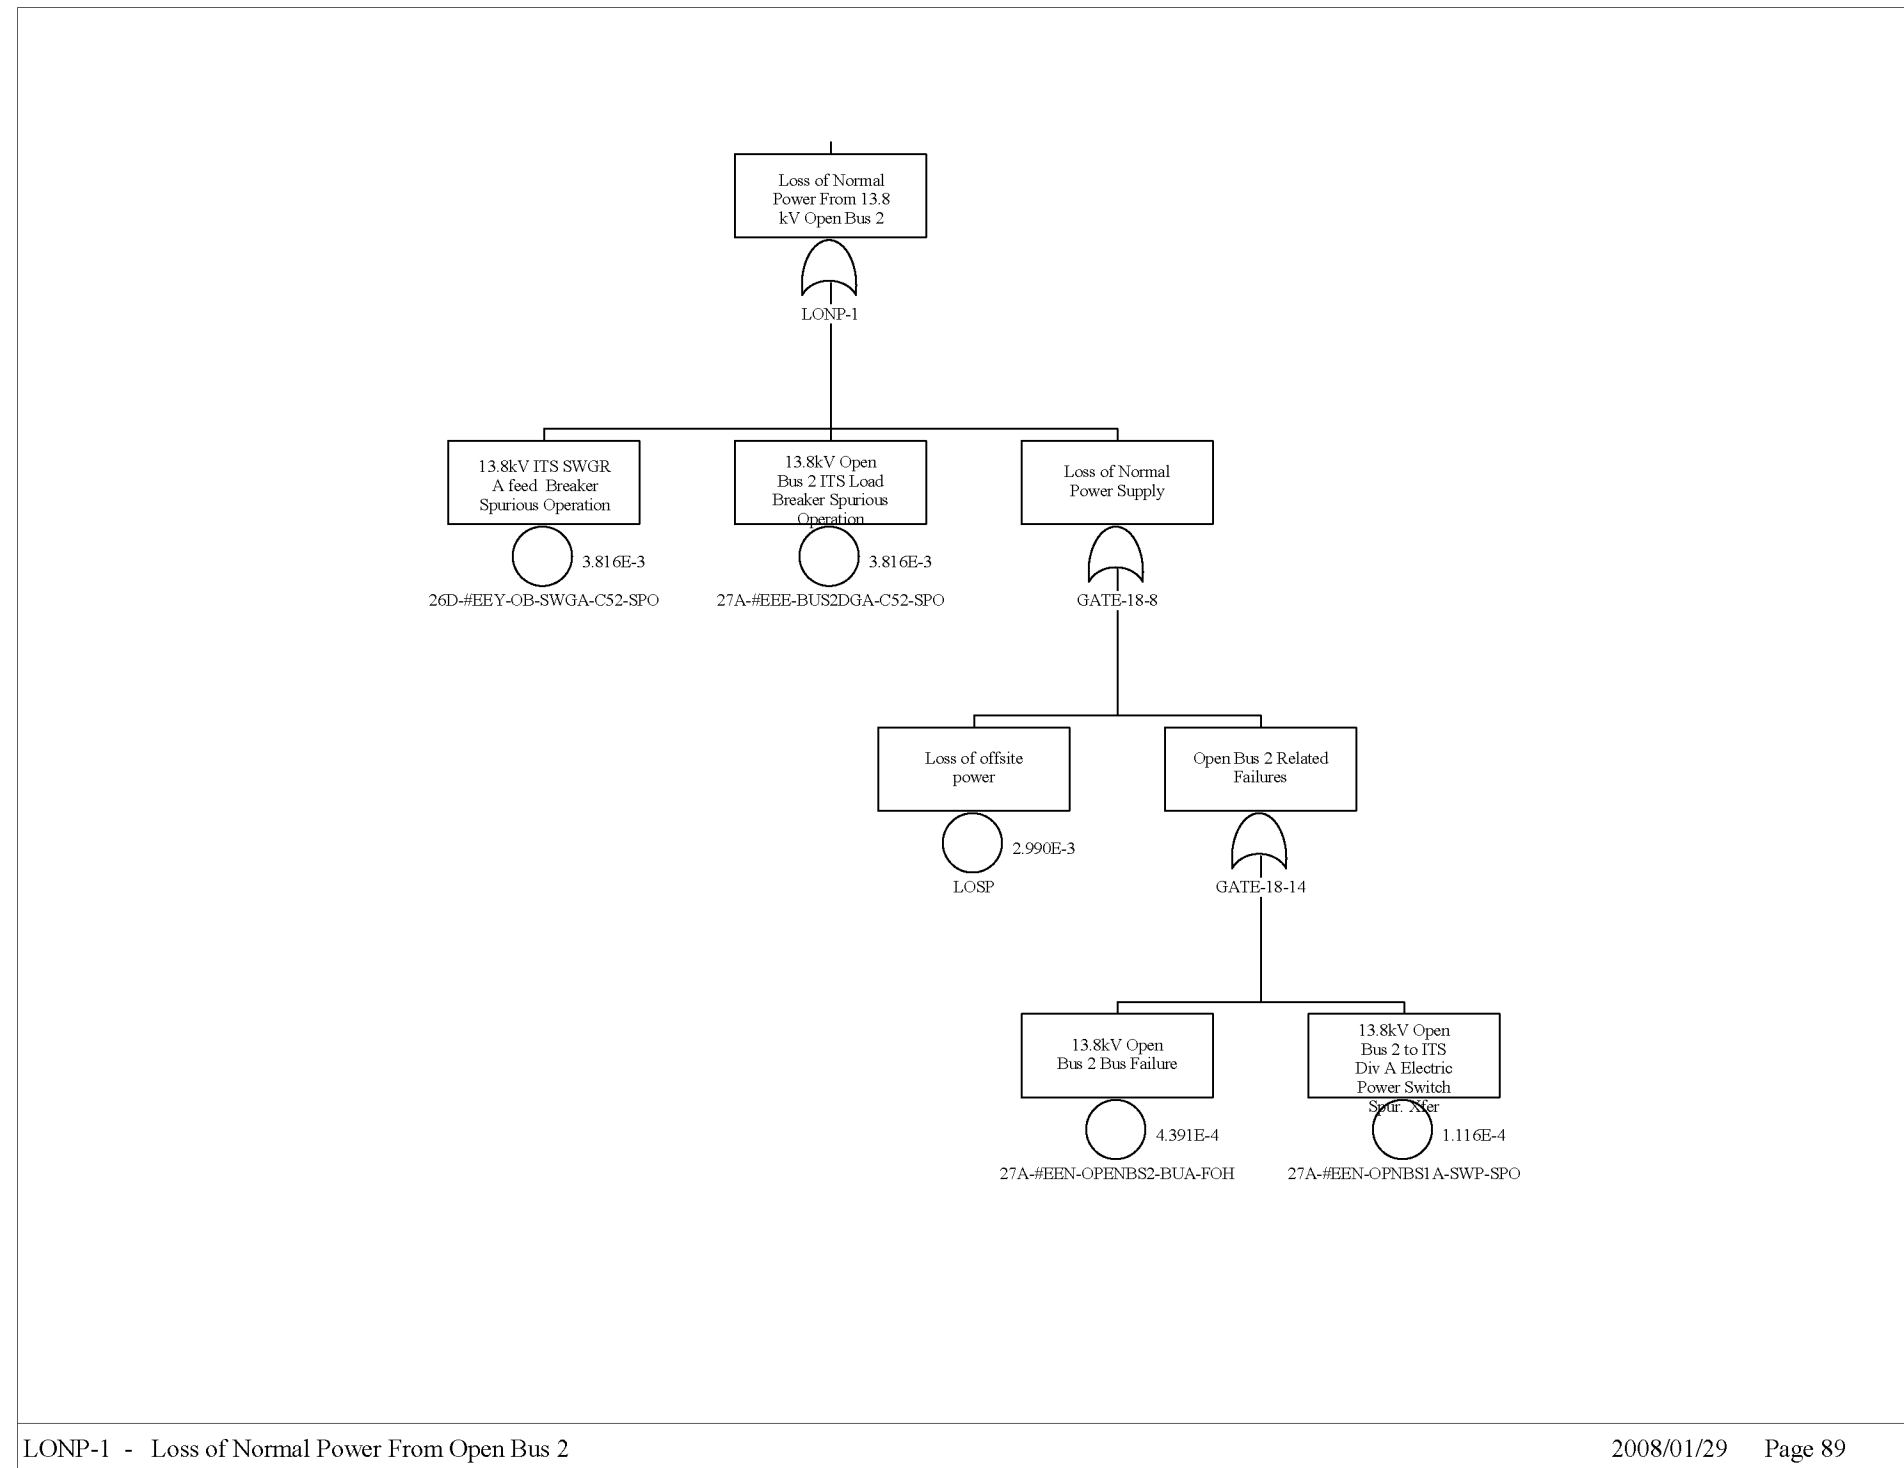 Loss of Normal
Power From 13.8
kV Open Bus 2
LONP-1
13.8kV ITS SWGR
A feed Breaker
Spurious Operation
3.816E-3
26D-#EEY-OB-SWGA-C52-SPO
13.8kV Open
Bus 2 ITS Load
Breaker Spurious
Operation
3.816E-3
27A-#EEE-BUS2DGA-C52-SPO
Loss of Normal
Power Supply
GATE-18-8
Loss of offsite
power
2.990E-3
LOSP
Open Bus 2 Related
Failures
GATE-18-14
13.8kV Open
Bus 2 Bus Failure
4.391E-4
27A-#EEN-OPENBS2-BUA-FOH
13.8kV Open
Bus 2 to ITS
Div A Electric
Power Switch
Spur. Xfer
1.116E-4
27A-#EEN-OPNBS1A-SWP-SPO
LONP-1 - Loss of Normal Power From Open Bus 2
2008/01/29 Page 89